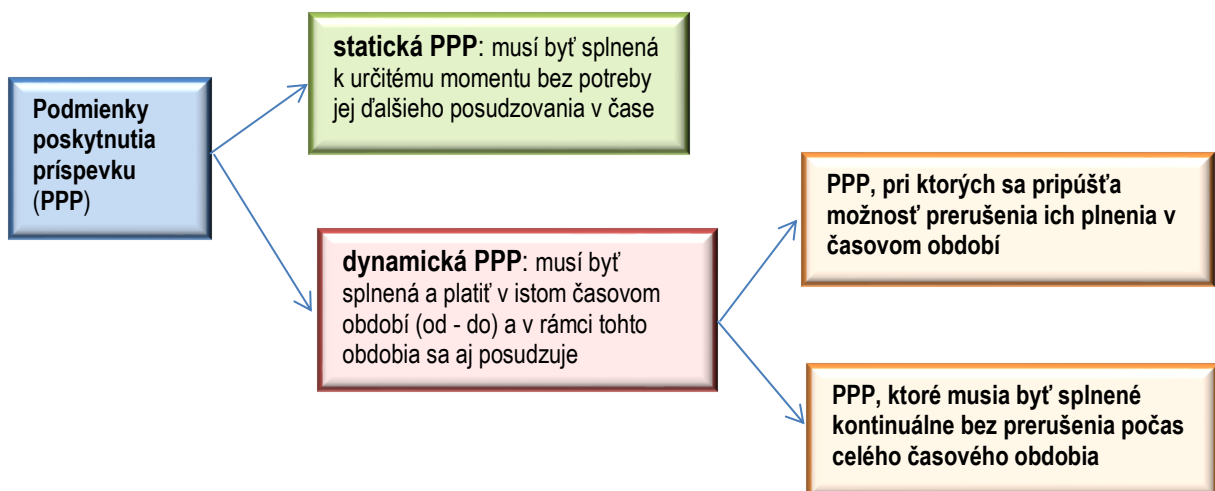 Podmienky
poskytnutia
príspevku
(PPP)
statická PPP: musí byť splnená
k určitému momentu bez potreby
jej ďalšieho posudzovania v čase
dynamická PPP: musí byť
splnená a platiť v istom časovom
období (od - do) a v rámci tohto
obdobia sa aj posudzuje
PPP, pri ktorých sa pripúšťa
možnosť prerušenia ich plnenia v
časovom období
PPP, ktoré musia byť splnené
kontinuálne bez prerušenia počas
celého časového obdobia